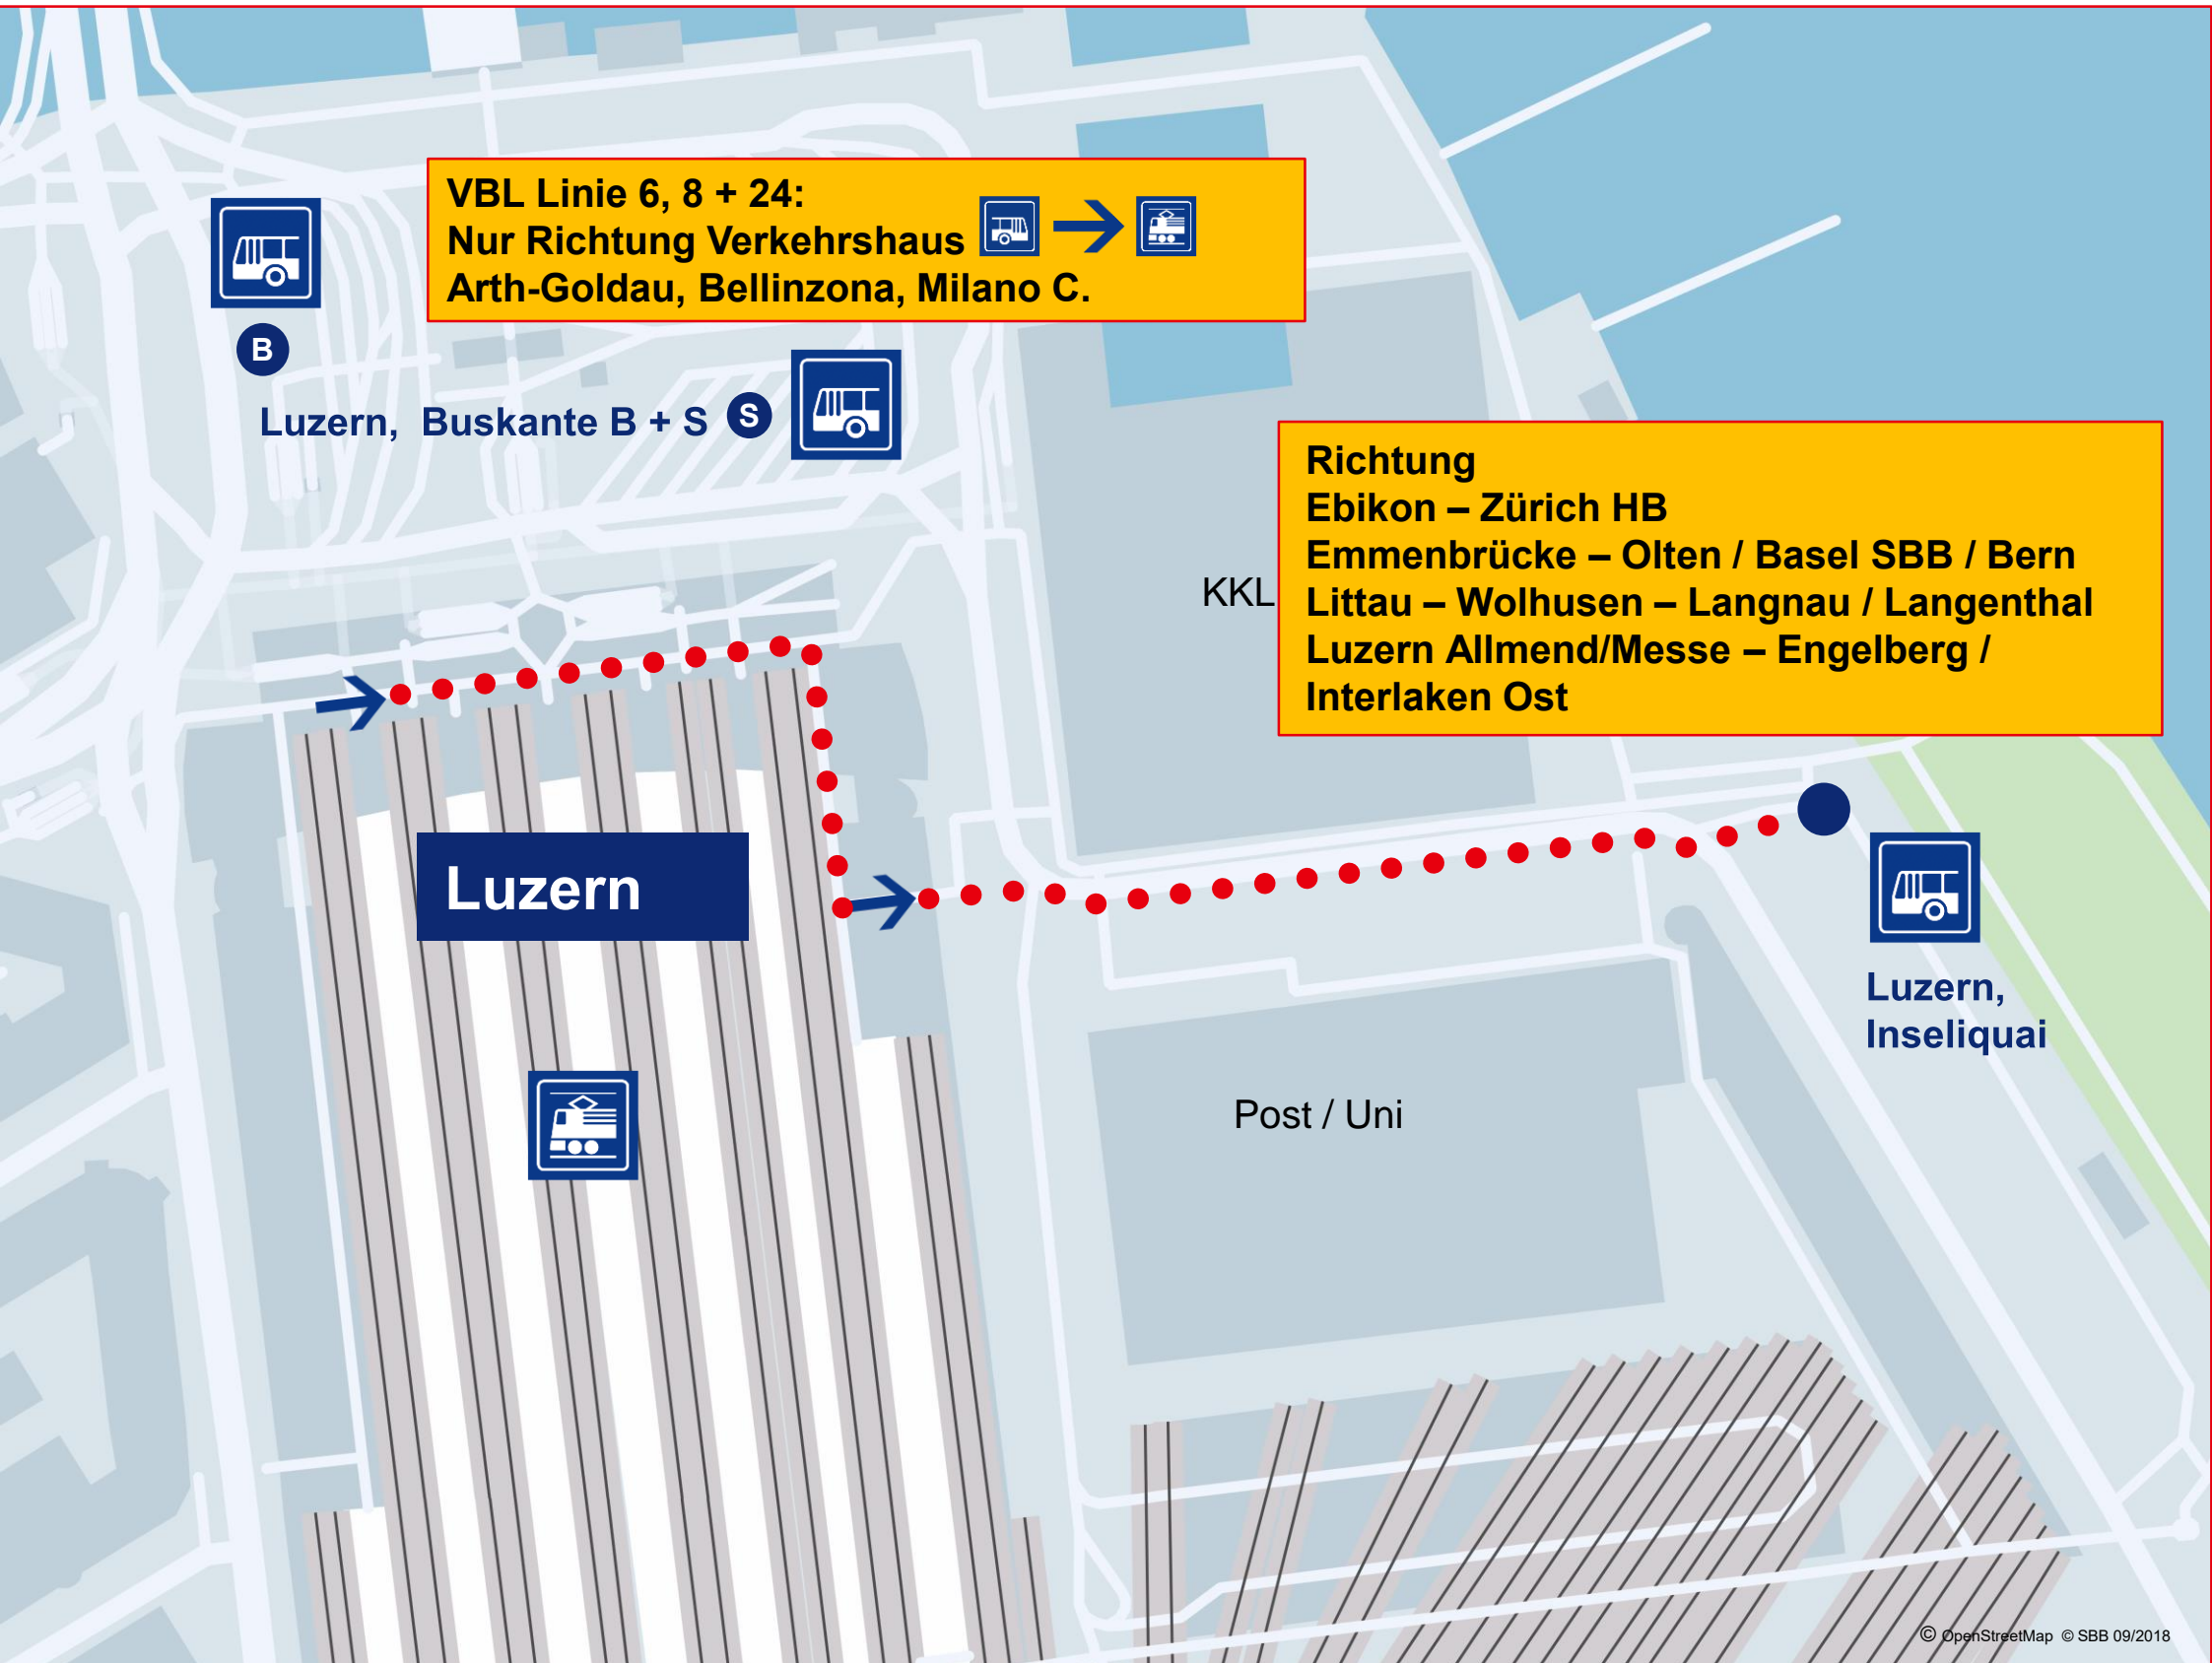 VBL Linie 6, 8 + 24:
Nur Richtung Verkehrshaus
Arth-Goldau, Bellinzona, Milano C.
B
Luzern, Buskante B + S S
Richtung
Ebikon – Zürich HB
Emmenbrücke – Olten / Basel SBB / Bern
Littau – Wolhusen – Langnau / Langenthal
Luzern Allmend/Messe – Engelberg /
Interlaken Ost
KKL
Luzern
Luzern,
Inseliquai
Post / Uni
© OpenStreetMap © SBB 09/2018